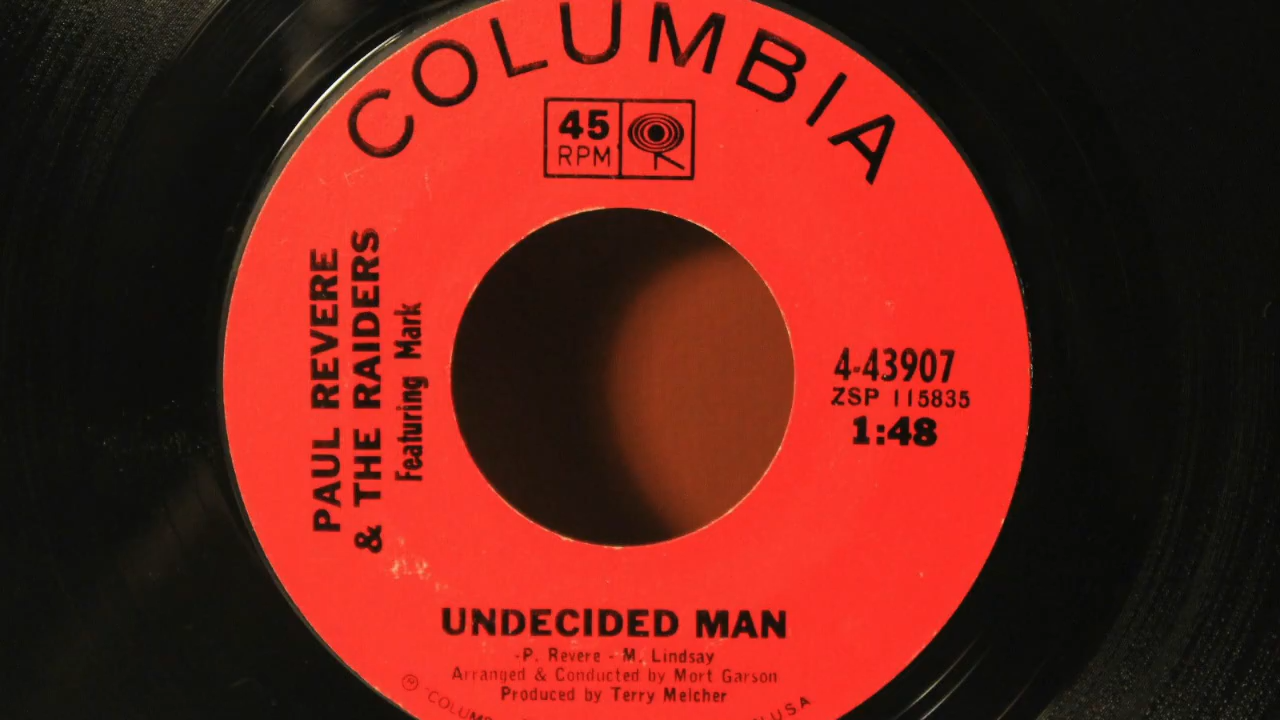 COLUMBIA
45
RPM
PAUL REVERE
& THE RAIDERS
Featuring Mark
4-43907
ZSP 115835
1:48
UNDECIDED MAN
-P. Revere - M. Lindsay
Arranged & Conducted by Mort Garson
Produced by Terry Melcher